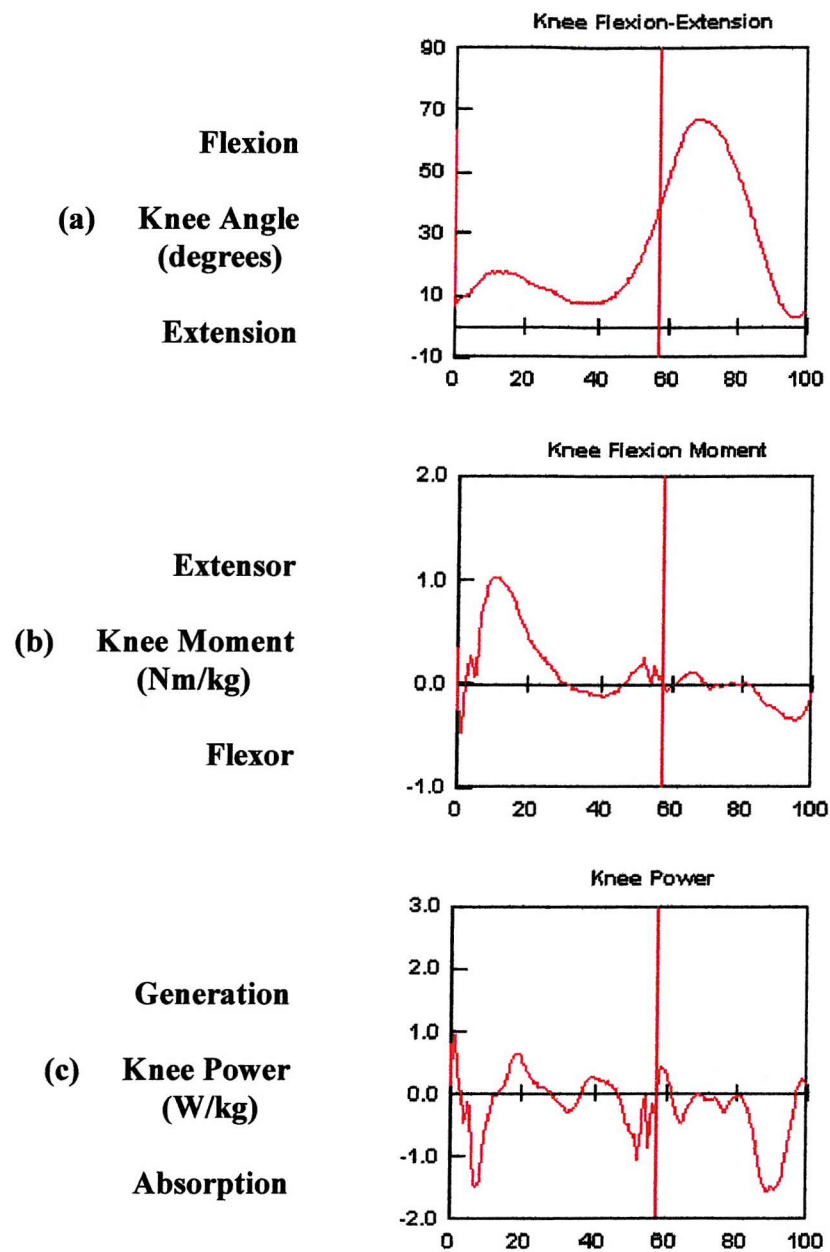 Knee Flexion-Extension
90
70
Flexion
50
(a) Knee Angle
(degrees)
30
10
Extension
-10
0 20 40 60 80 100
Knee Flexion Moment
2.0
Extensor
1.0
(b) Knee Moment
(Nm/kg)
0.0
Flexor
-1.0
0 20 40 60 80 100
Knee Power
3.0
2.0
Generation
1.0
(c) Knee Power
(W/kg)
0.0
-1.0
Absorption
-2.0
0 20 40 60 80 100